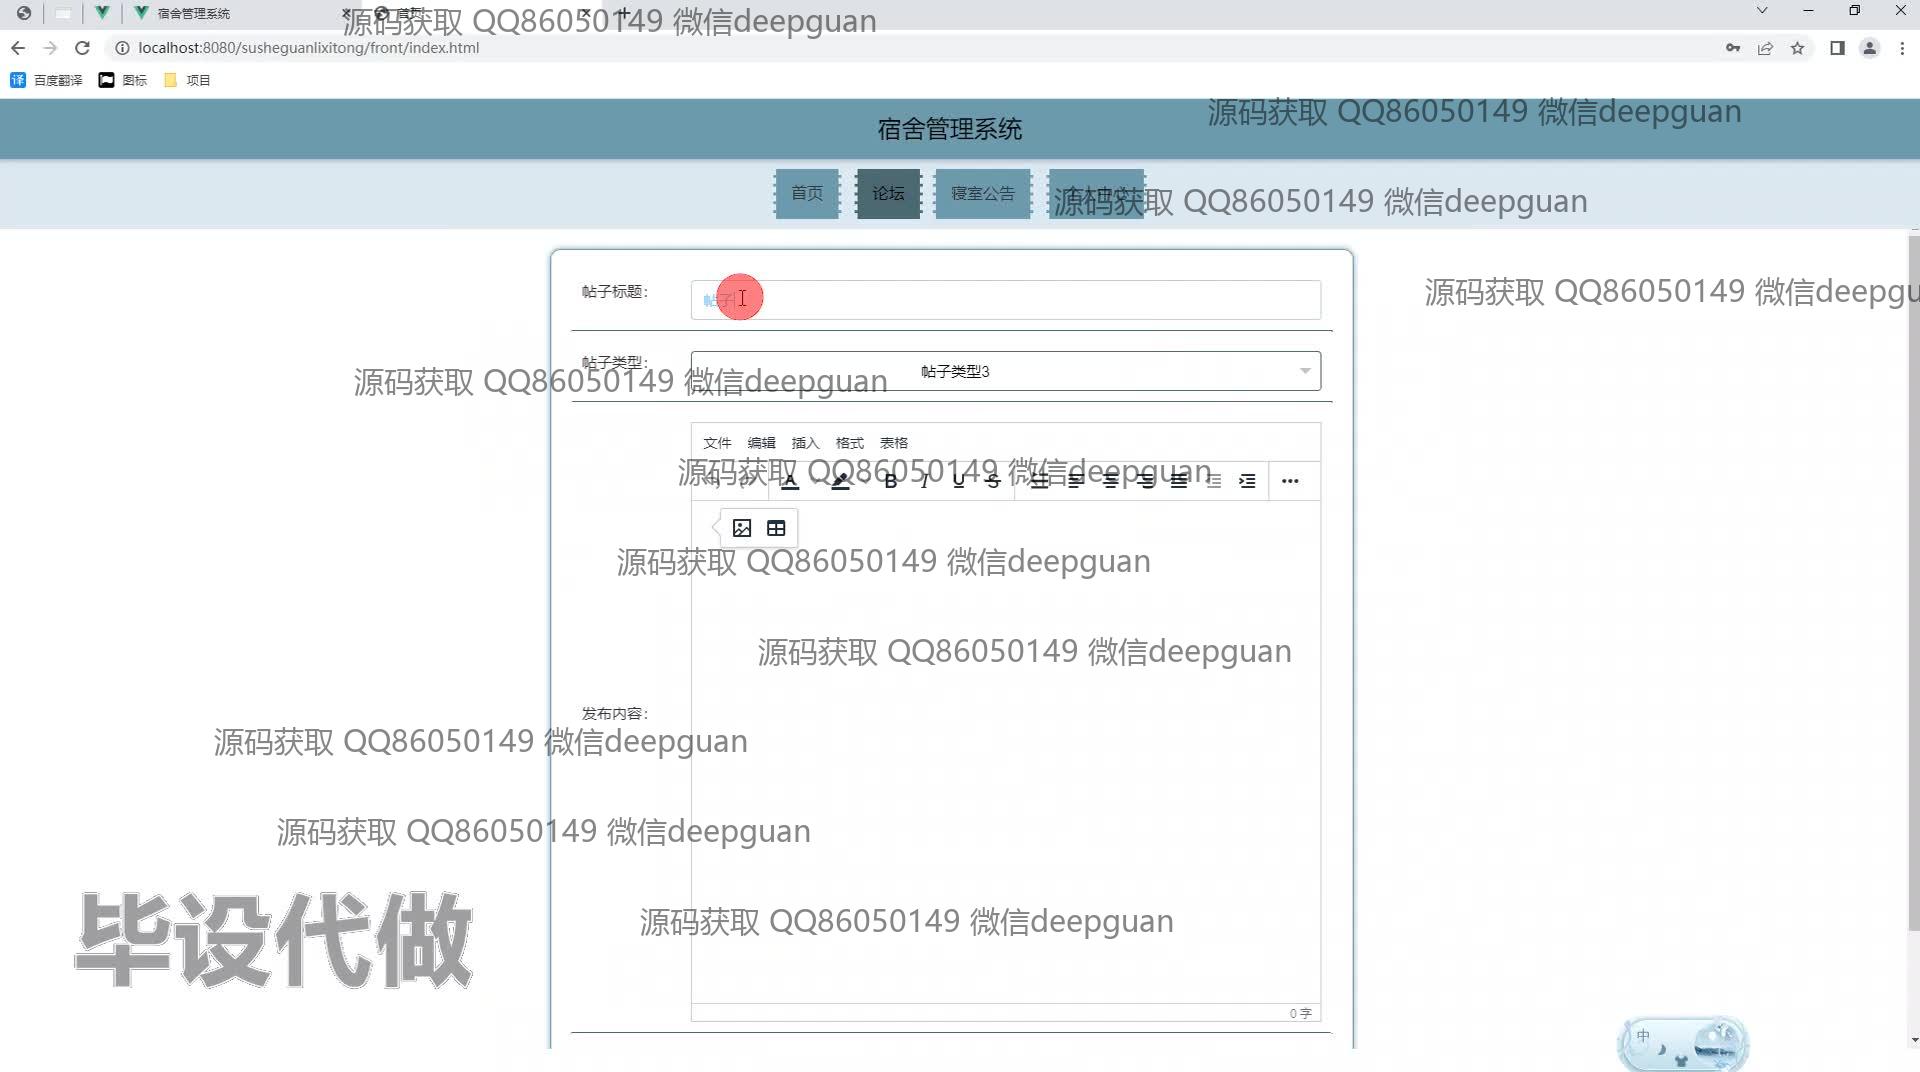 宿舍管理系统
源码获取 QQ86050149 微信deepguan
localhost:8080/susheguanlixitong/front/index.html
百度翻译 图标 项目
源码获取 QQ86050149 微信deepguan
宿舍管理系统
首页 论坛 寝室公告
源码获取 QQ86050149 微信deepguan
帖子标题: 帖子
源码获取 QQ86050149 微信deepgu
帖子类型: 帖子类型3
源码获取 QQ86050149 微信deepguan
文件 编辑 插入 格式 表格
源码获取 QQ86050149 微信deepguan
源码获取 QQ86050149 微信deepguan
源码获取 QQ86050149 微信deepguan
发布内容:
源码获取 QQ86050149 微信deepguan
源码获取 QQ86050149 微信deepguan
毕设代做
源码获取 QQ86050149 微信deepguan
0 字
中